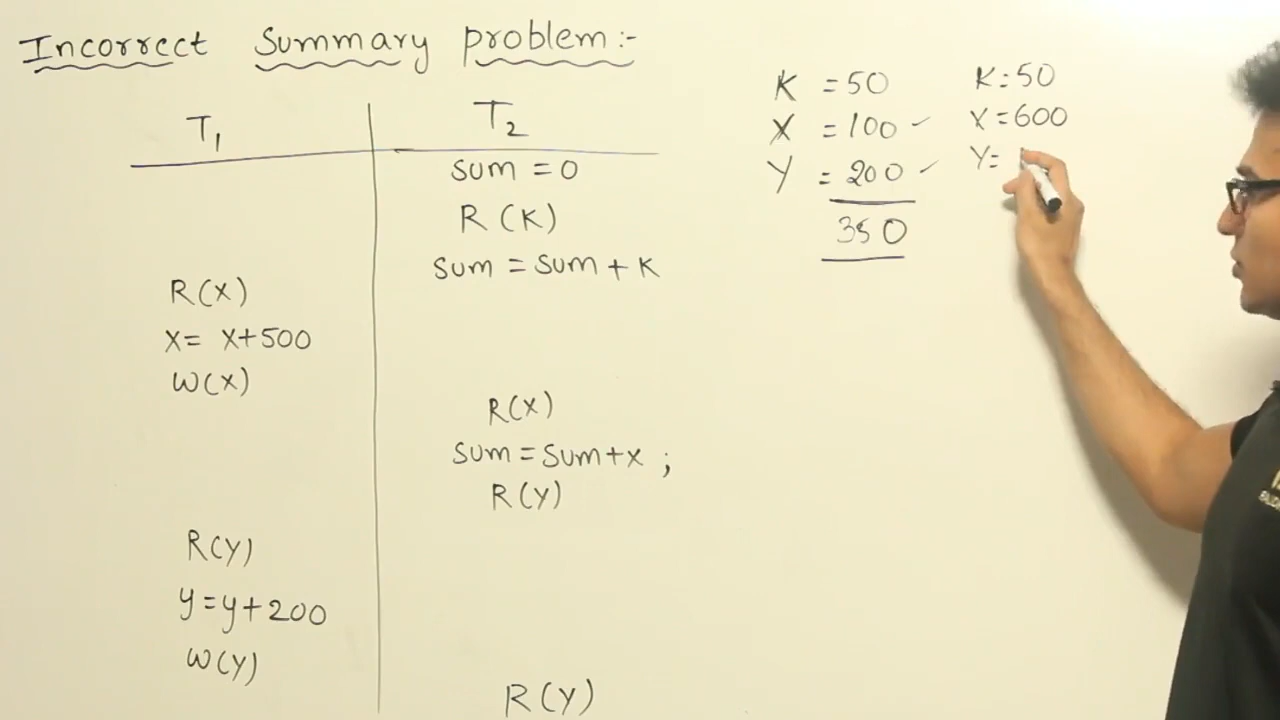 Incorrect Summary problem:-
T1
T2
sum = 0
R (K)
sum = sum + K
R(X)
X= X+500
W(X)
R(X)
sum = sum+x ;
R(Y)
R(Y)
y=y+200
W(Y)
R(Y)
K = 50
X = 100
Y = 200
350
K=50
X=600
Y=